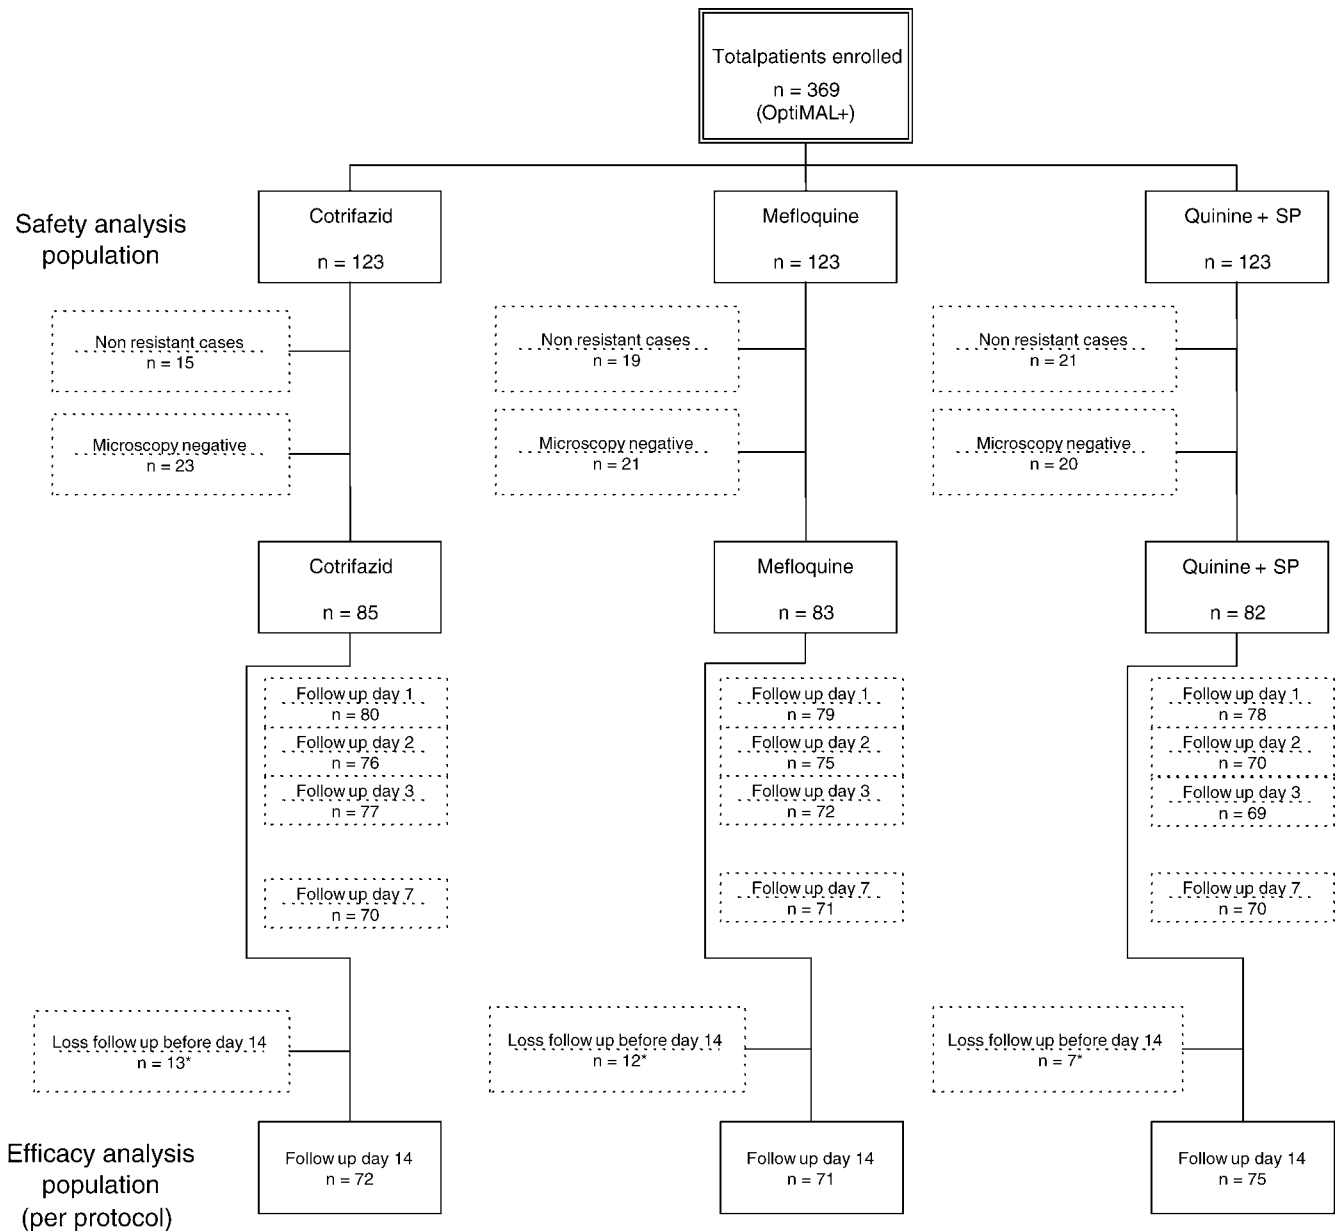 Totalpatients enrolled
n = 369
(OptiMAL+)
Safety analysis
population
Cotrifazid
n = 123
Mefloquine
n = 123
Quinine + SP
n = 123
Non resistant cases
n = 15
Non resistant cases
n = 19
Non resistant cases
n = 21
Microscopy negative
n = 23
Microscopy negative
n = 21
Microscopy negative
n = 20
Cotrifazid
n = 85
Mefloquine
n = 83
Quinine + SP
n = 82
Follow up day 1
n = 80
Follow up day 2
n = 76
Follow up day 3
n = 77
Follow up day 7
n = 70
Follow up day 1
n = 79
Follow up day 2
n = 75
Follow up day 3
n = 72
Follow up day 7
n = 71
Follow up day 1
n = 78
Follow up day 2
n = 70
Follow up day 3
n = 69
Follow up day 7
n = 70
Loss follow up before day 14
n = 13*
Loss follow up before day 14
n = 12*
Loss follow up before day 14
n = 7*
Efficacy analysis
population
(per protocol)
Follow up day 14
n = 72
Follow up day 14
n = 71
Follow up day 14
n = 75